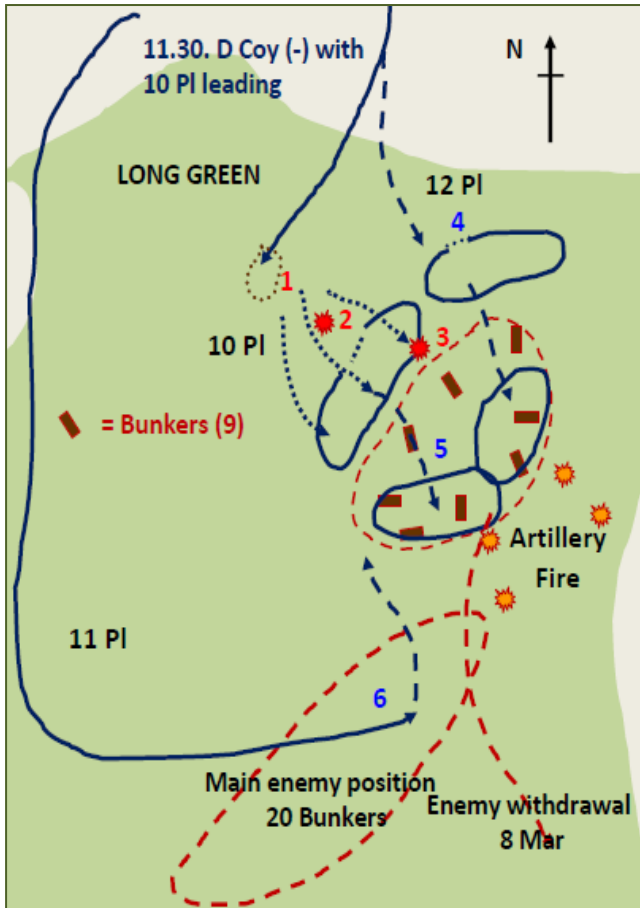 11.30. D Coy (-) with
10 Pl leading
N
LONG GREEN
12 Pl
4
1
2
10 Pl
3
= Bunkers (9)
5
Artillery
Fire
11 Pl
6
Main enemy position
20 Bunkers
Enemy withdrawal
8 Mar